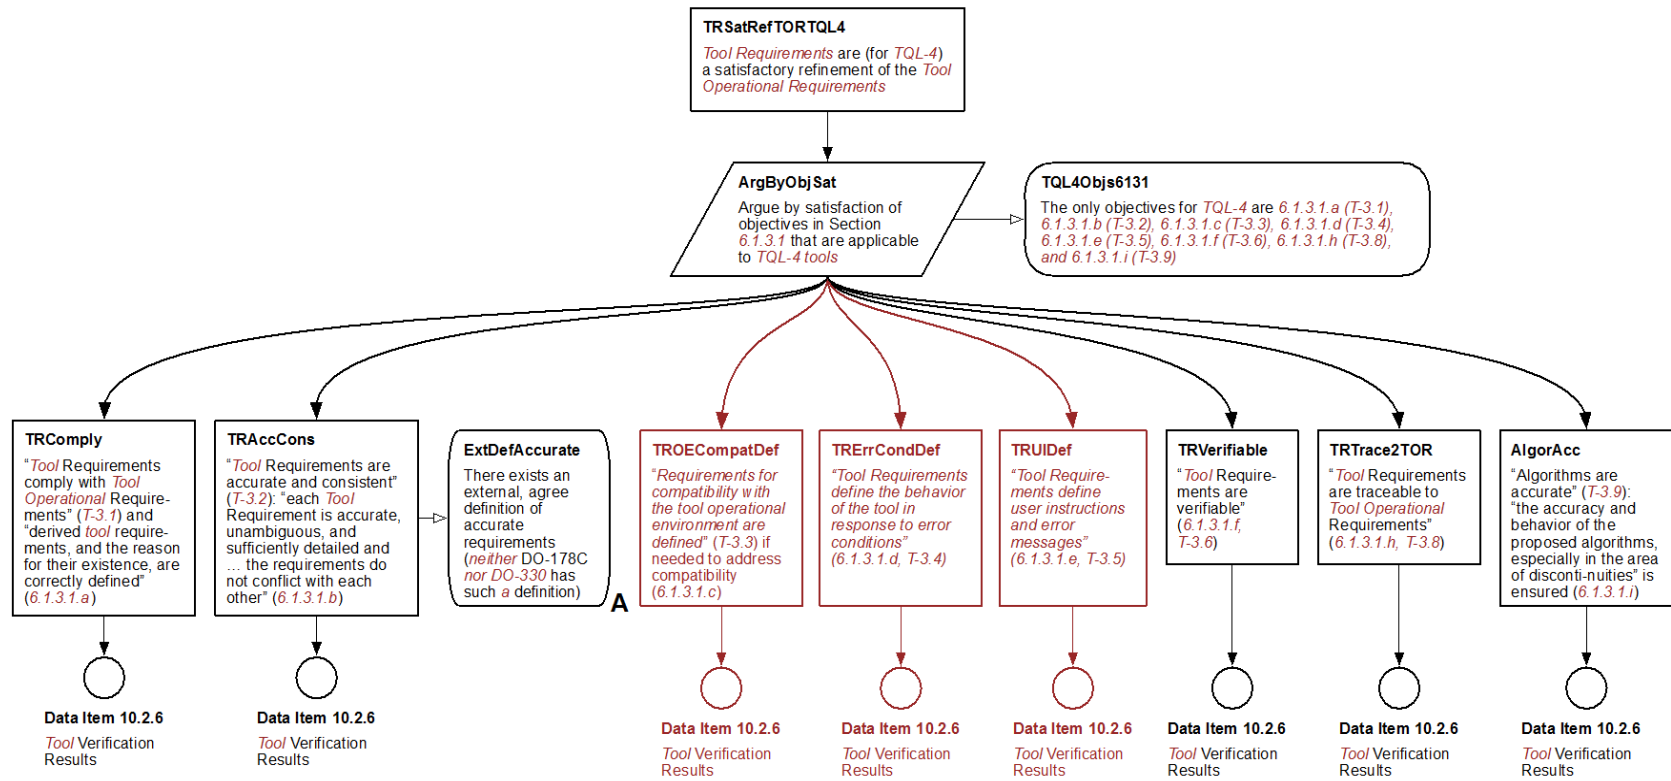 TRSatRefTORTQL4
Tool Requirements are (for TQL-4)
a satisfactory refinement of the Tool
Operational Requirements
ArgByObjSat
Argue by satisfaction of
objectives in Section
6.1.3.1 that are applicable
to TQL-4 tools
TQL4Objs6131
The only objectives for TQL-4 are 6.1.3.1.a (T-3.1),
6.1.3.1.b (T-3.2), 6.1.3.1.c (T-3.3), 6.1.3.1.d (T-3.4),
6.1.3.1.e (T-3.5), 6.1.3.1.f (T-3.6), 6.1.3.1.h (T-3.8),
and 6.1.3.1.i (T-3.9)
TRComply
“Tool Requirements
comply with Tool
Operational Require-
ments” (T-3.1) and
“derived tool require-
ments, and the reason
for their existence, are
correctly defined”
(6.1.3.1.a)
TRAccCons
“Tool Requirements are
accurate and consistent”
(T-3.2): “each Tool
Requirement is accurate,
unambiguous, and
sufficiently detailed and
… the requirements do
not conflict with each
other” (6.1.3.1.b)
ExtDefAccurate
There exists an
external, agree
definition of
accurate
requirements
(neither DO-178C
nor DO-330 has
such a definition)
A
TROECompatDef
“Requirements for
compatibility with the
tool operational
environment are
defined” (T-3.3) if
needed to address
compatibility
(6.1.3.1.c)
TRErrCondDef
“Tool Requirements
define the behavior
of the tool in
response to error
conditions”
(6.1.3.1.d, T-3.4)
TRUIDef
“Tool Require-
ments define
user instructions
and error
messages”
(6.1.3.1.e, T-3.5)
TRVerifiable
“Tool Require-
ments are
verifiable”
(6.1.3.1.f,
T-3.6)
TRTrace2TOR
“Tool Requirements
are traceable to
Tool Operational
Requirements”
(6.1.3.1.h, T-3.8)
AlgorAcc
“Algorithms are
accurate” (T-3.9):
“the accuracy and
behavior of the
proposed algorithms,
especially in the area
of disconti-nuities” is
ensured (6.1.3.1.i)
Data Item 10.2.6
Tool Verification
Results
Data Item 10.2.6
Tool Verification
Results
Data Item 10.2.6
Tool Verification
Results
Data Item 10.2.6
Tool Verification
Results
Data Item 10.2.6
Tool Verification
Results
Data Item 10.2.6
Tool Verification
Results
Data Item 10.2.6
Tool Verification
Results
Data Item 10.2.6
Tool Verification
Results